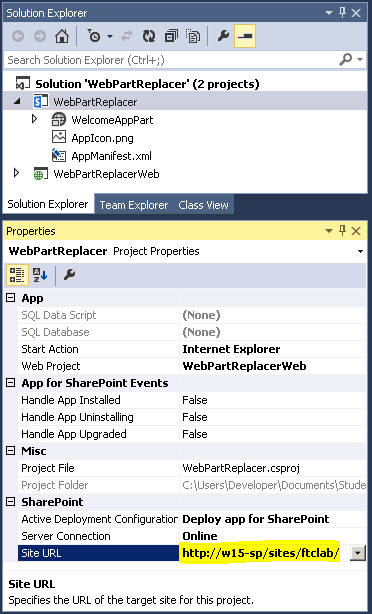 Solution Explorer
Search Solution Explorer (Ctrl+;)
Solution 'WebPartReplacer' (2 projects)
WebPartReplacer
WelcomeAppPart
AppIcon.png
AppManifest.xml
WebPartReplacerWeb
Solution Explorer Team Explorer Class View
Properties
WebPartReplacer Project Properties
App
SQL Data Script (None)
SQL Database (None)
Start Action Internet Explorer
Web Project WebPartReplacerWeb
App for SharePoint Events
Handle App Installed False
Handle App Uninstalling False
Handle App Upgraded False
Misc
Project File WebPartReplacer.csproj
Project Folder C:\Users\Developer\Documents\Stude
SharePoint
Active Deployment Configuration Deploy app for SharePoint
Server Connection Online
Site URL http://w15-sp/sites/ftclab/
Site URL
Specifies the URL of the target site for this project.